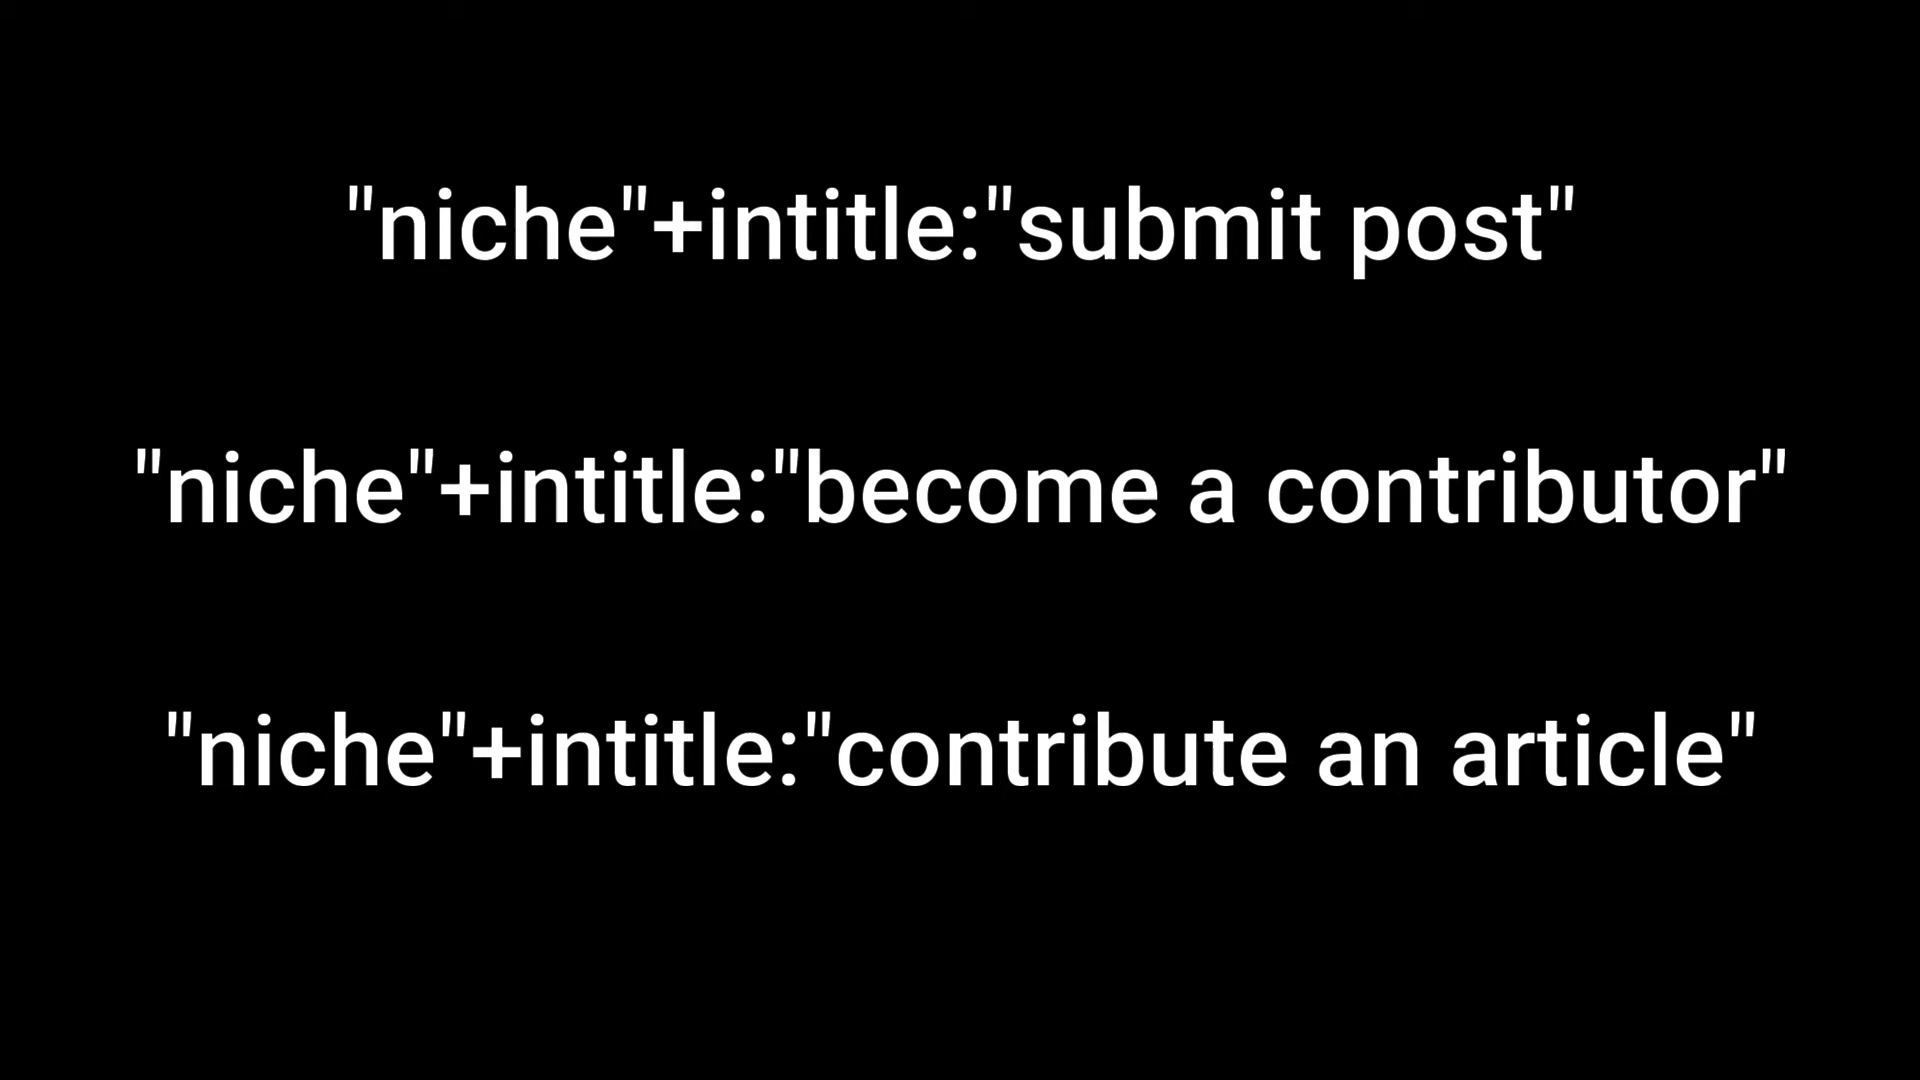 "niche"+intitle:"submit post"
"niche"+intitle:"become a contributor"
"niche"+intitle:"contribute an article"